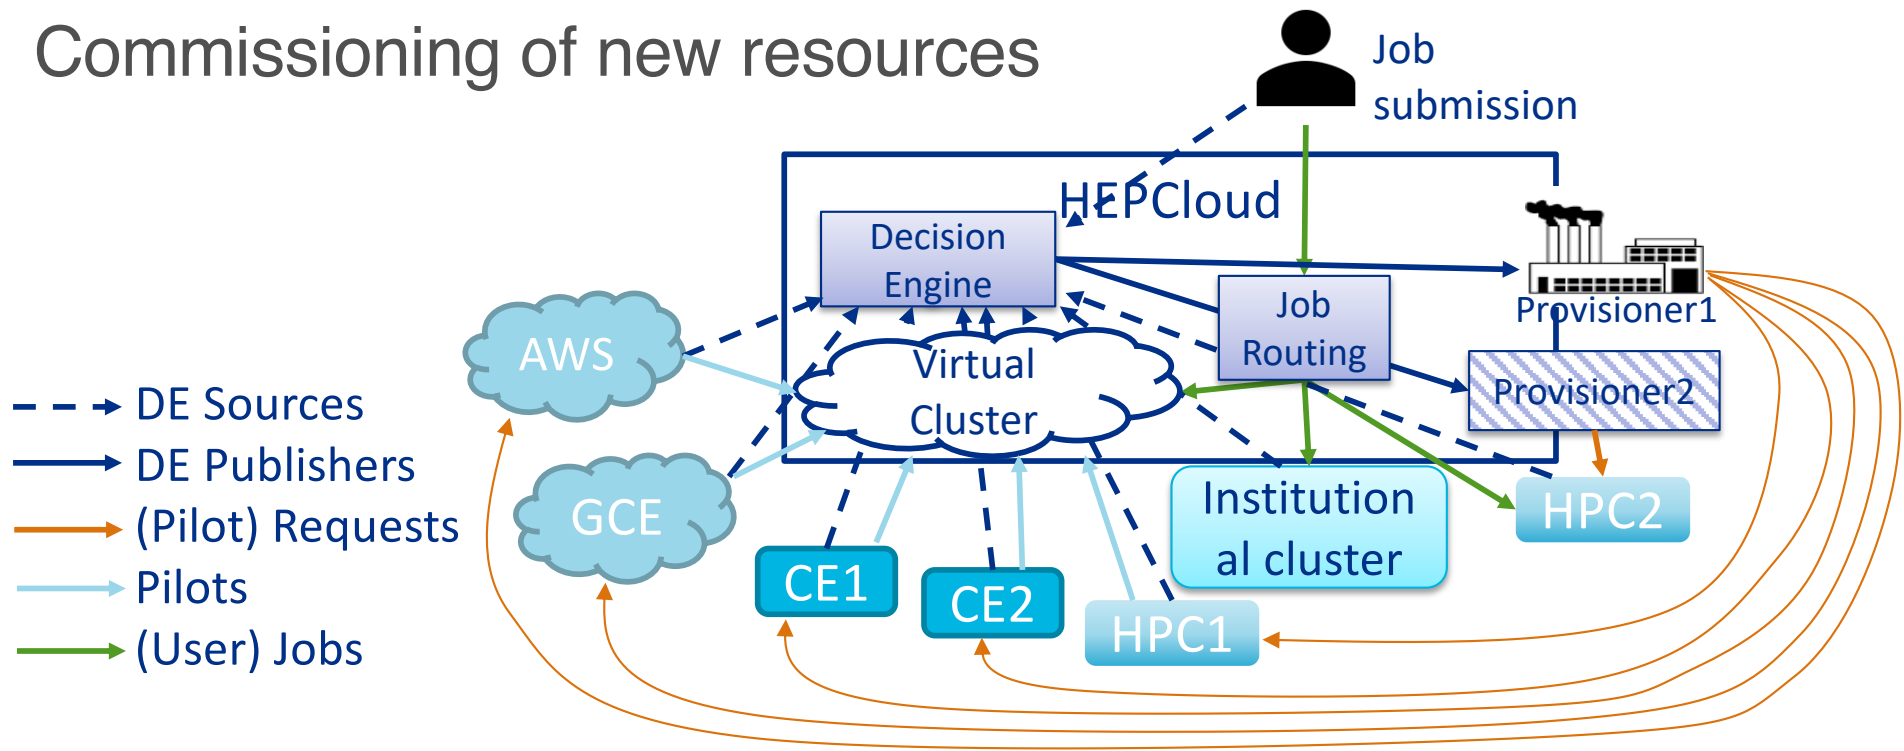 Commissioning of new resources
Job
submission
HEPCloud
Decision
Engine
Job
Routing
Provisioner1
Provisioner2
AWS
Virtual
Cluster
GCE
DE Sources
DE Publishers
(Pilot) Requests
Pilots
(User) Jobs
CE1
CE2
HPC1
Institution
al cluster
HPC2